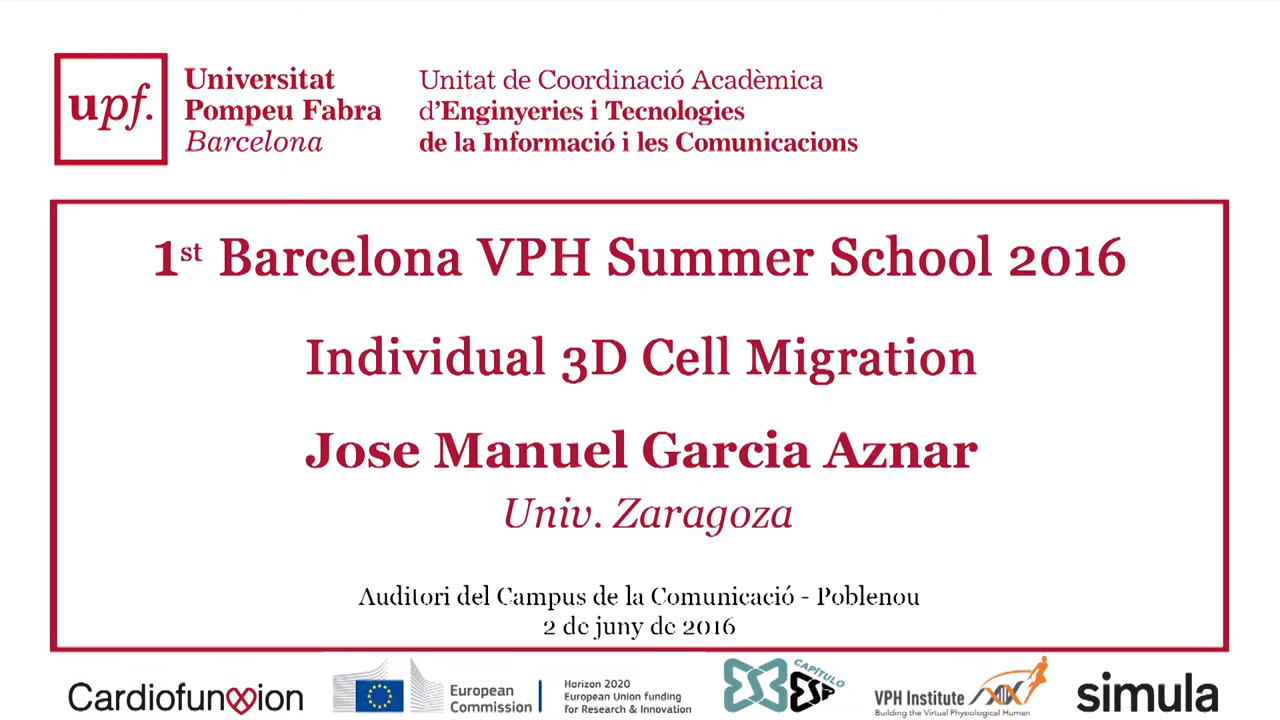 upf.
Universitat
Pompeu Fabra
Barcelona
Unitat de Coordinació Acadèmica
d'Enginyeries i Tecnologies
de la Informació i les Comunicacions
1st Barcelona VPH Summer School 2016
Individual 3D Cell Migration
Jose Manuel Garcia Aznar
Univ. Zaragoza
Auditori del Campus de la Comunicació - Poblenou
2 de juny de 2016
Cardiofunxion
European
Commission
Horizon 2020
European Union funding
for Research & Innovation
CAPÍTULO
ESP
VPH Institute
Building the Virtual Physiological Human
simula